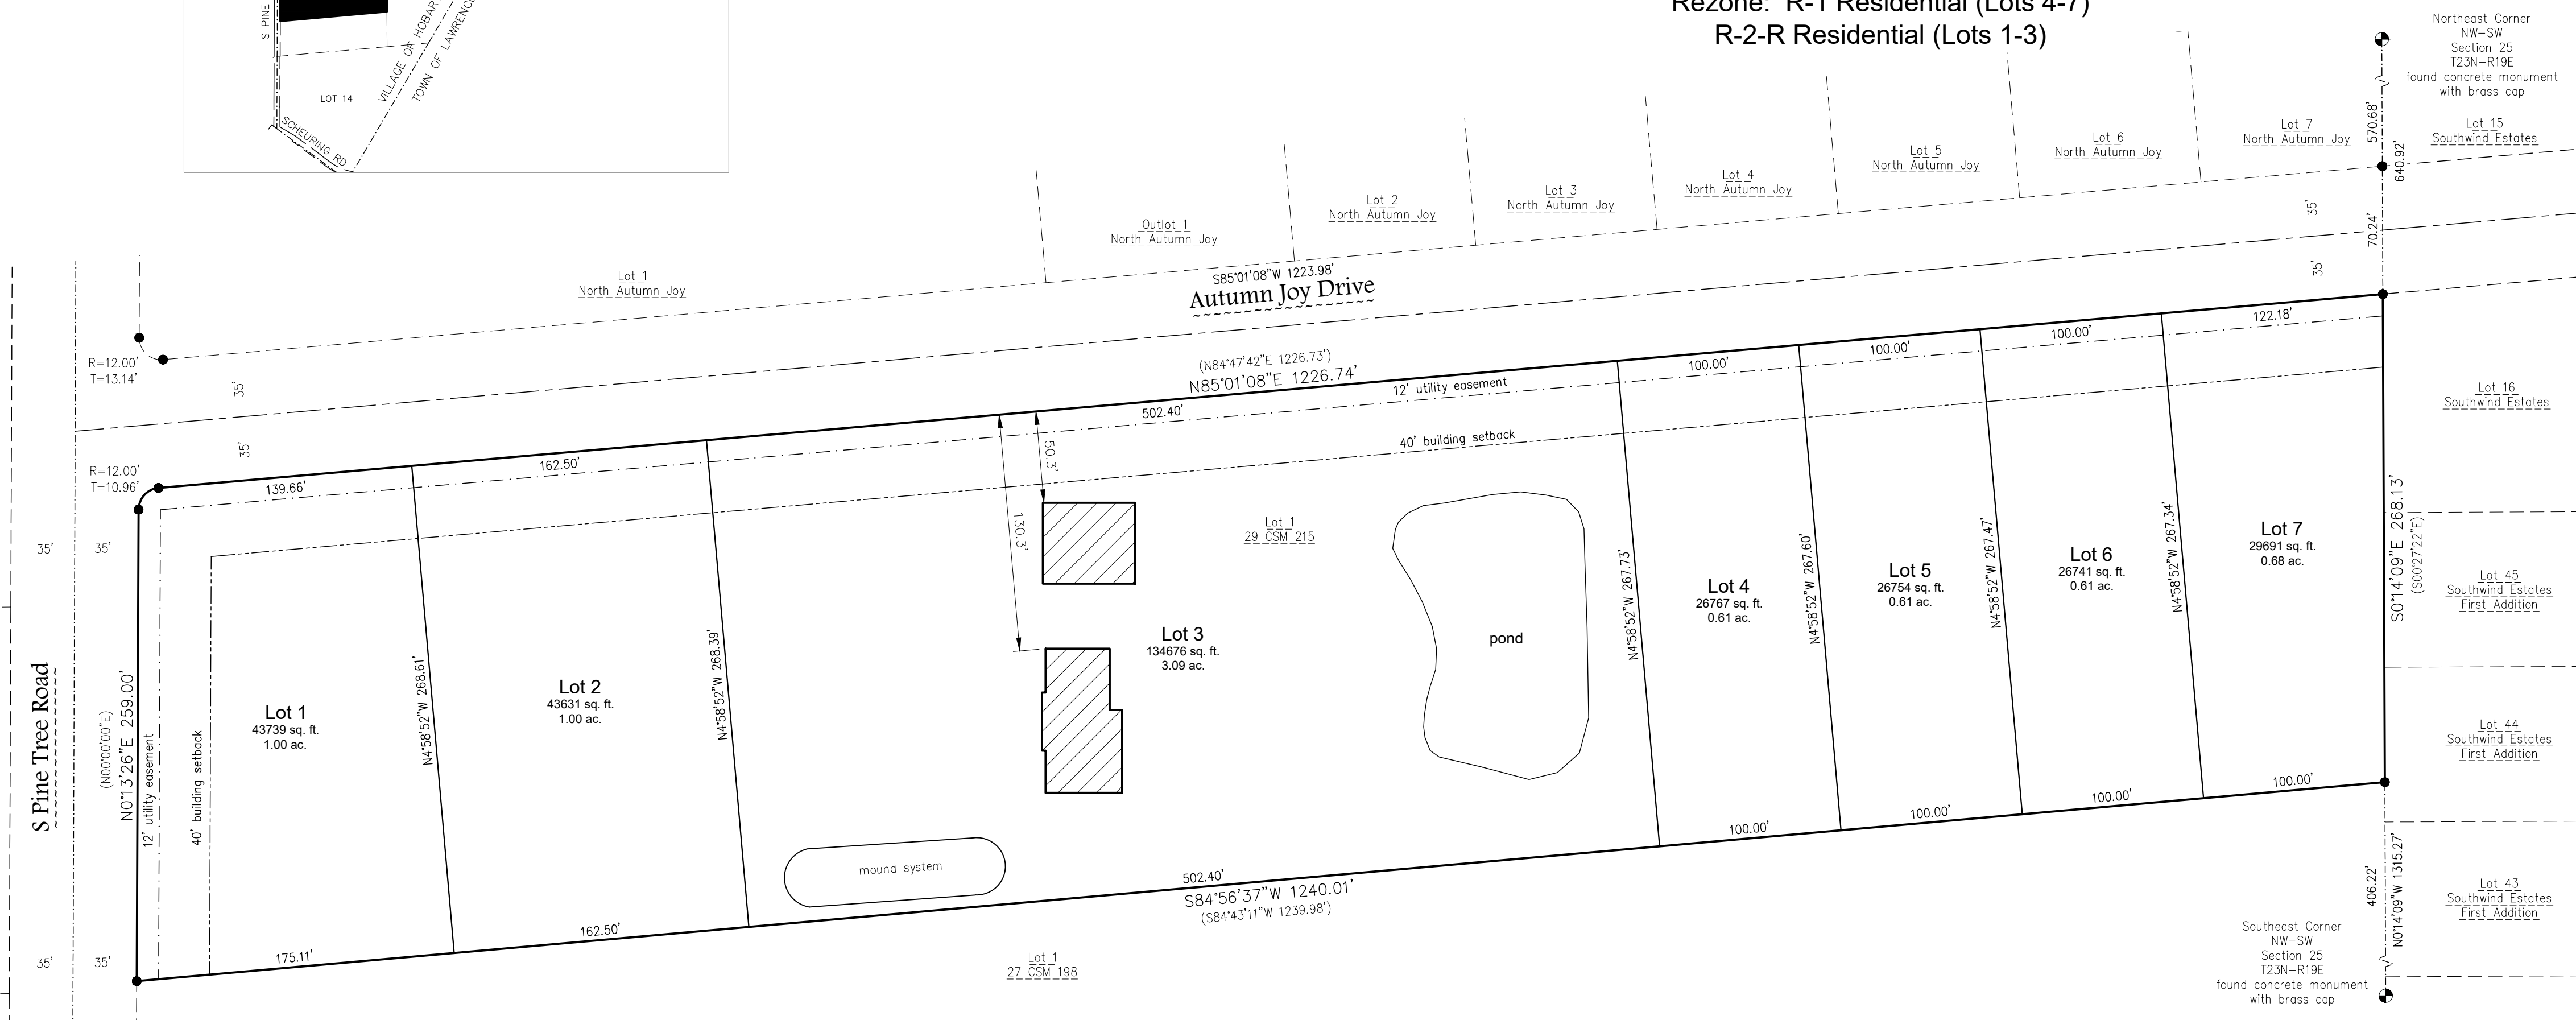 Rezone: R-1 Residential (Lots 4-7)
R-2-R Residential (Lots 1-3)
S PINE
VILLAGE OF HOBAR
TOWN OF LAWRENCE
LOT 14
SCHEURING RD
Northeast Corner
NW-SW
Section 25
T23N-R19E
found concrete monument
with brass cap
570.68'
640.92'
70.24'
Lot 15
Southwind Estates
Lot 7
North Autumn Joy
Lot 6
North Autumn Joy
Lot 5
North Autumn Joy
Lot 4
North Autumn Joy
Lot 3
North Autumn Joy
Lot 2
North Autumn Joy
Outlot 1
North Autumn Joy
Lot 1
North Autumn Joy
S85°01'08"W 1223.98'
Autumn Joy Drive
35'
35'
R=12.00'
T=13.14'
35'
35'
R=12.00'
T=10.96'
(N84°47'42"E 1226.73')
N85°01'08"E 1226.74'
139.66'
162.50'
502.40'
100.00'
100.00'
100.00'
122.18'
12' utility easement
40' building setback
50.3'
130.3'
Lot 1
29 CSM 215
35'
35'
S Pine Tree Road
(N00°00'00"E)
N0°13'26"E 259.00'
12' utility easement
40' building setback
Lot 1
43739 sq. ft.
1.00 ac.
N4°58'52"W 268.61'
Lot 2
43631 sq. ft.
1.00 ac.
N4°58'52"W 268.39'
Lot 3
134676 sq. ft.
3.09 ac.
pond
mound system
N4°58'52"W 267.73'
Lot 4
26767 sq. ft.
0.61 ac.
N4°58'52"W 267.60'
Lot 5
26754 sq. ft.
0.61 ac.
N4°58'52"W 267.47'
Lot 6
26741 sq. ft.
0.61 ac.
N4°58'52"W 267.34'
Lot 7
29691 sq. ft.
0.68 ac.
S0°14'09"E 268.13'
(S00°27'22"E)
Lot 16
Southwind Estates
Lot 45
Southwind Estates
First Addition
Lot 44
Southwind Estates
First Addition
Lot 43
Southwind Estates
First Addition
35'
35'
175.11'
162.50'
502.40'
100.00'
100.00'
100.00'
100.00'
S84°56'37"W 1240.01'
(S84°43'11"W 1239.98')
Lot 1
27 CSM 198
406.22'
N0°14'09"W 1315.27'
Southeast Corner
NW-SW
Section 25
T23N-R19E
found concrete monument
with brass cap